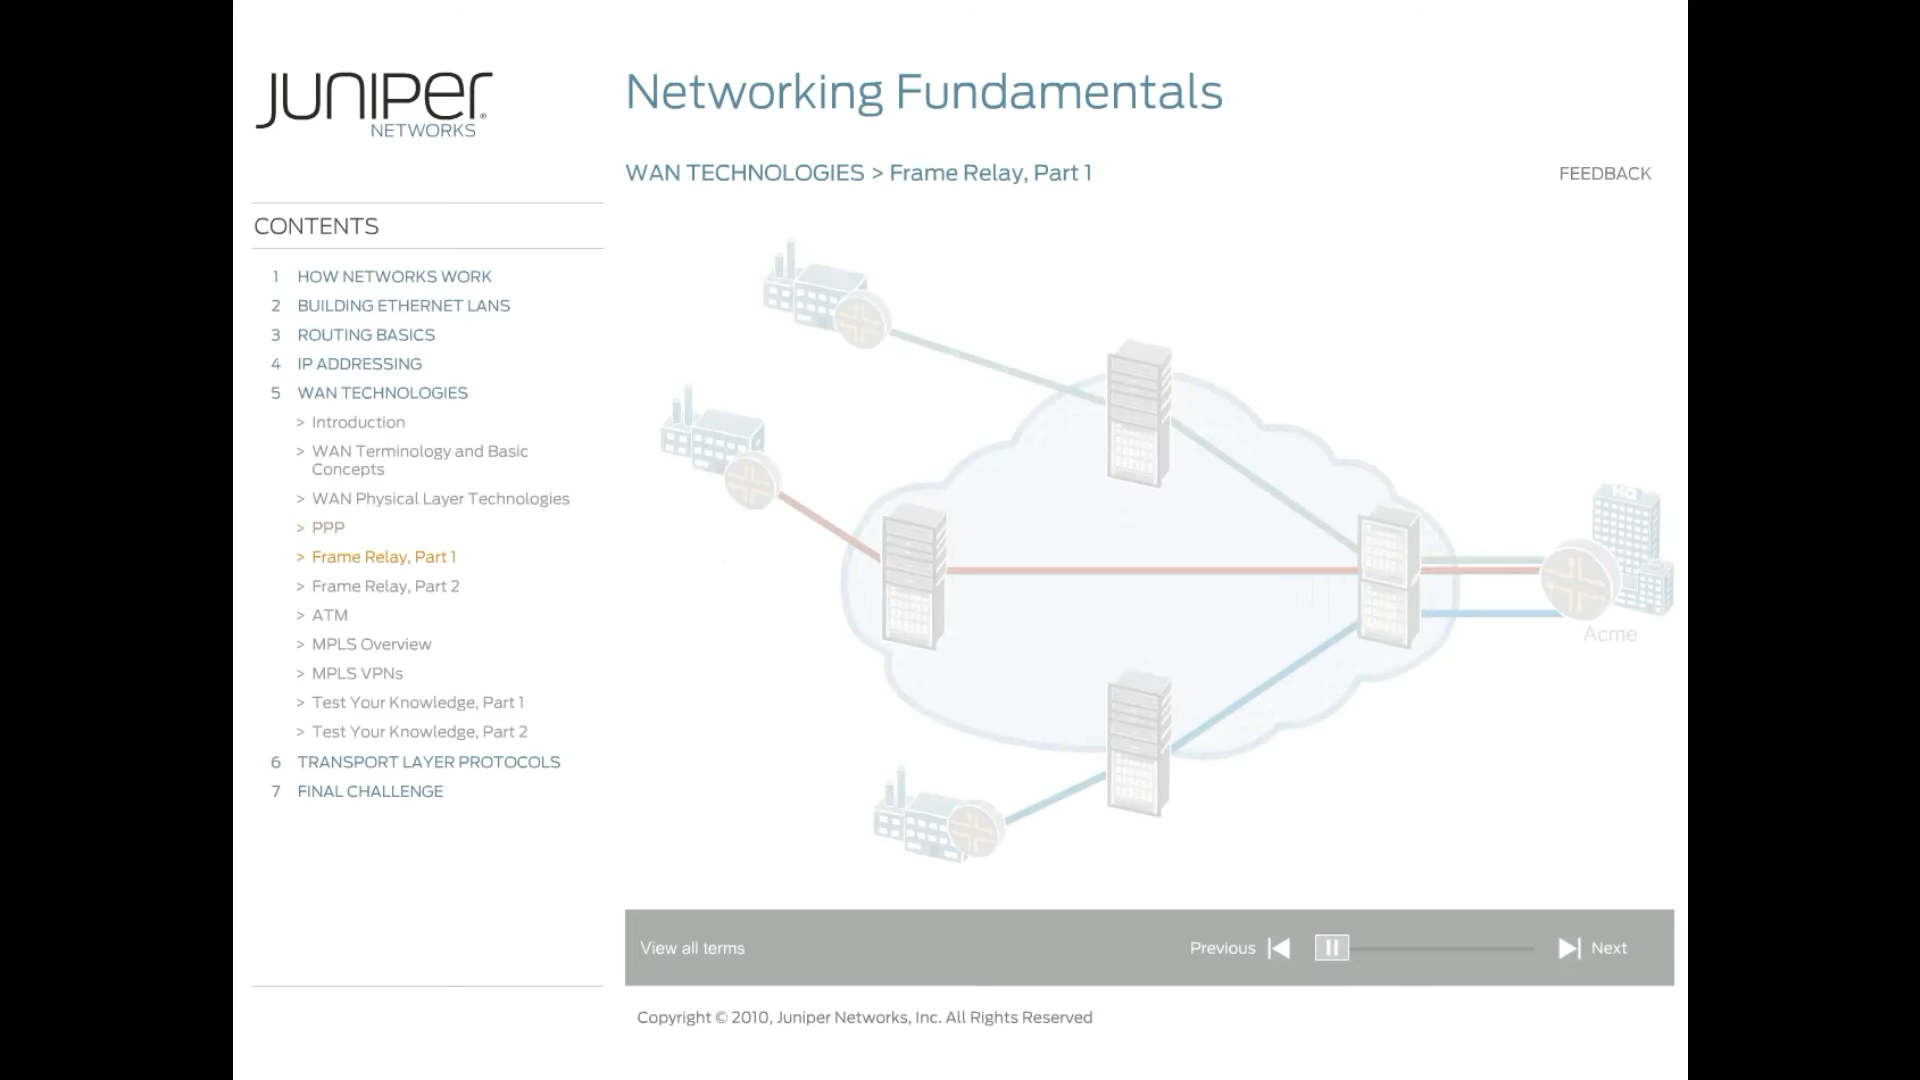 JUNIPER
NETWORKS
Networking Fundamentals
WAN TECHNOLOGIES > Frame Relay, Part 1
FEEDBACK
CONTENTS
1 HOW NETWORKS WORK
2 BUILDING ETHERNET LANS
3 ROUTING BASICS
4 IP ADDRESSING
5 WAN TECHNOLOGIES
> Introduction
> WAN Terminology and Basic
Concepts
> WAN Physical Layer Technologies
> PPP
> Frame Relay, Part 1
> Frame Relay, Part 2
> ATM
> MPLS Overview
> MPLS VPNs
> Test Your Knowledge, Part 1
> Test Your Knowledge, Part 2
6 TRANSPORT LAYER PROTOCOLS
7 FINAL CHALLENGE
HQ
Acme
View all terms
Previous
Next
Copyright © 2010, Juniper Networks, Inc. All Rights Reserved